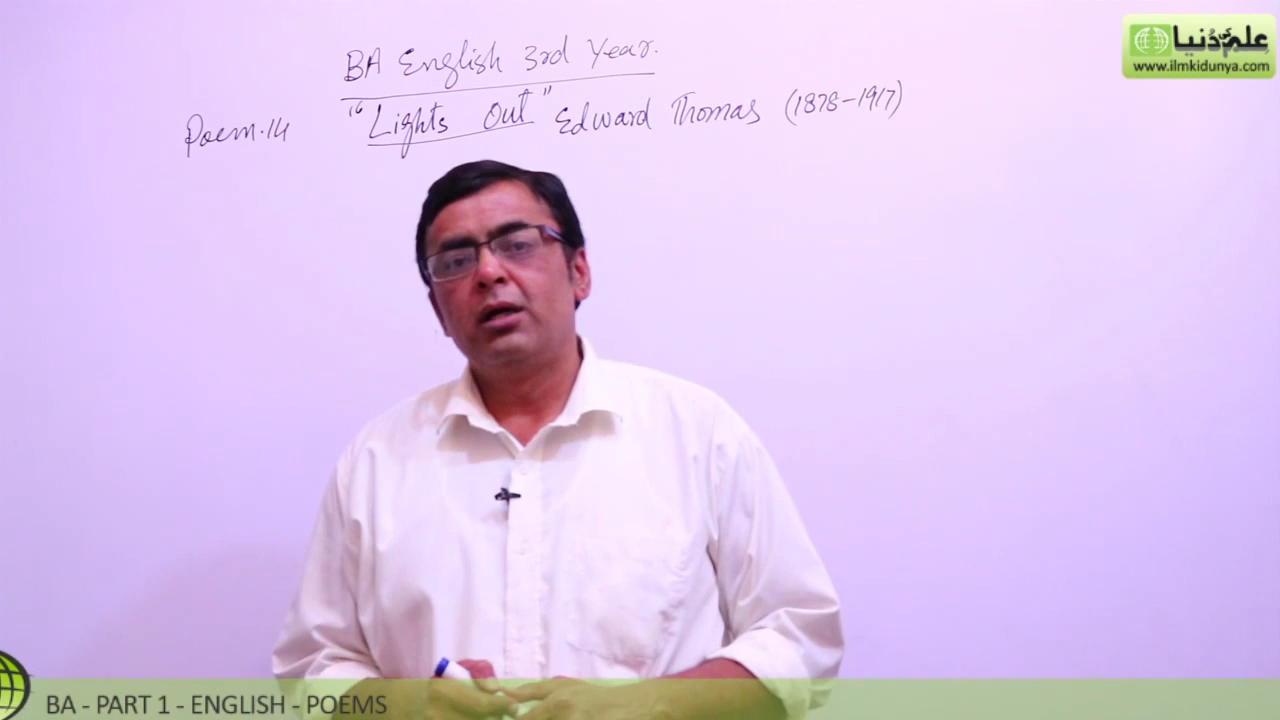 علم کی دُنیا
www.ilmkidunya.com
BA English 3rd Year.
Poem.14 "Lights Out" Edward Thomas (1878-1917)
BA - PART 1 - ENGLISH - POEMS